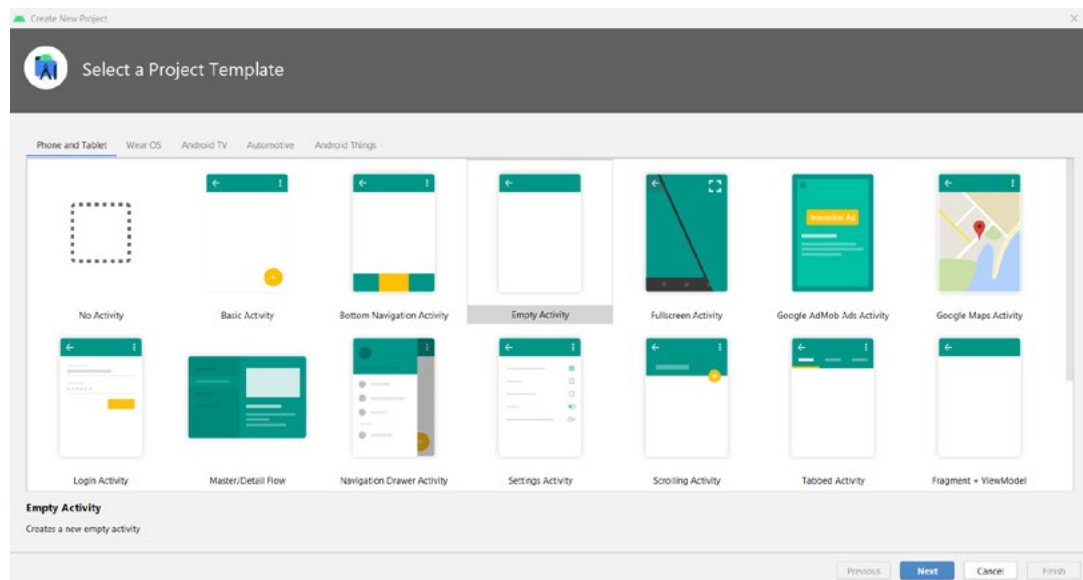 Create New Project
Select a Project Template
Phone and Tablet Wear OS Android TV Automotive Android Things
Interstitial Ad
No Activity Basic Activity Bottom Navigation Activity Empty Activity Fullscreen Activity Google AdMob Ads Activity Google Maps Activity
Login Activity Master/Detail Flow Navigation Drawer Activity Settings Activity Scrolling Activity Tabbed Activity Fragment + ViewModel
Empty Activity
Creates a new empty activity
Previous Next Cancel Finish